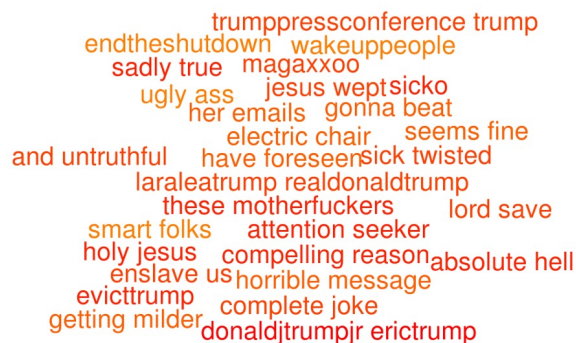 trumppressconference trump
endtheshutdown wakeuppeople
sadly true magaxxoo
jesus wept sicko
ugly ass
her emails gonna beat
electric chair seems fine
and untruthful have foreseen sick twisted
laraleatrump realdonaldtrump
these motherfuckers lord save
smart folks attention seeker
holy jesus compelling reason absolute hell
enslave us horrible message
evicttrump complete joke
getting milder donaldjtrumpjr erictrump